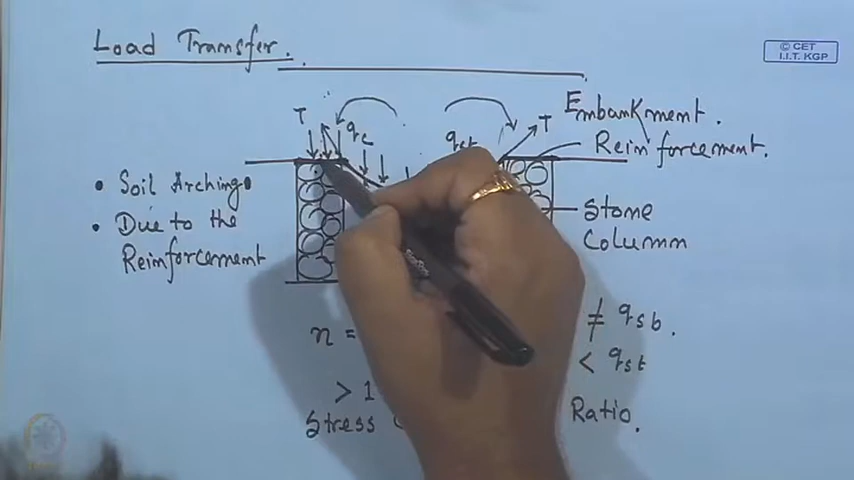 Load Transfer.
© CET
I.I.T. KGP
T
T
qc
qst
Embankment.
Reinforcement.
• Soil Arching
• Due to the
Reinforcement
Stone
Column
n =
≠ qsb.
< qst
> 1
Stress
Ratio.